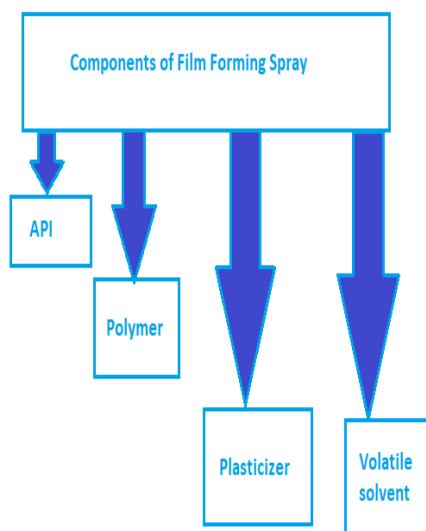 Components of Film Forming Spray
API
Polymer
Plasticizer
Volatile
solvent